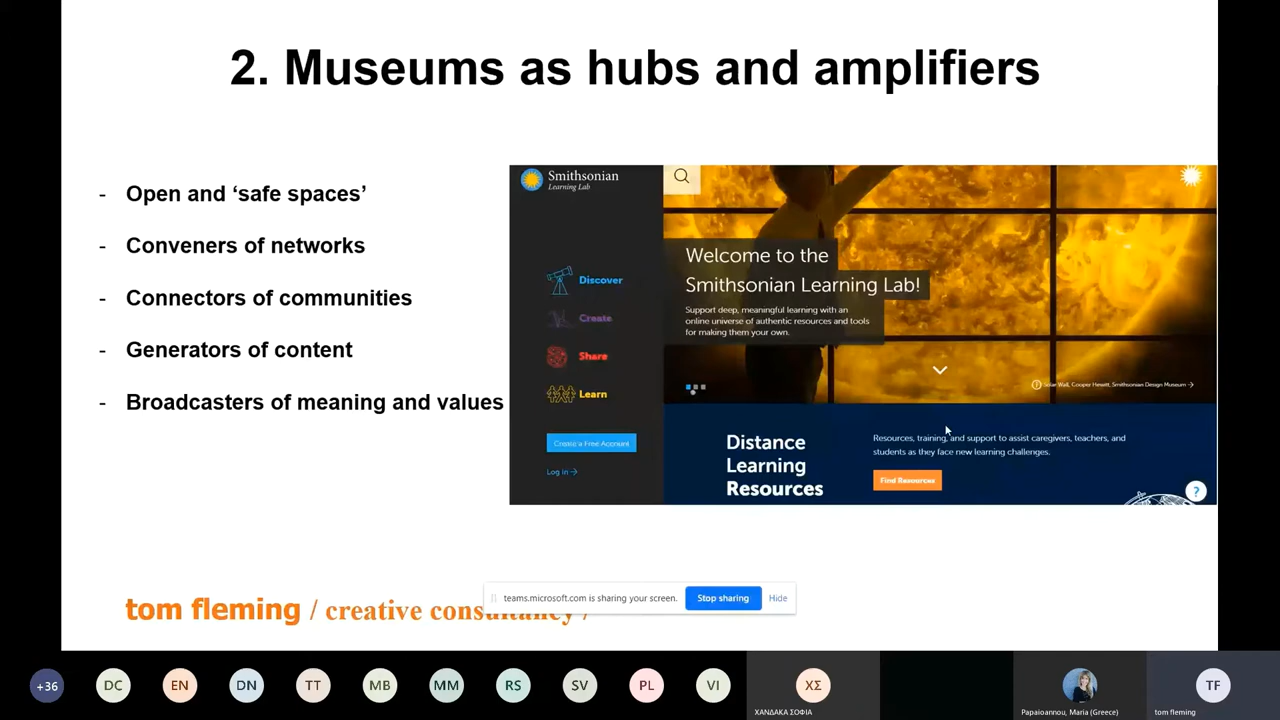 2. Museums as hubs and amplifiers
- Open and ‘safe spaces’
- Conveners of networks
- Connectors of communities
- Generators of content
- Broadcasters of meaning and values
Smithsonian
Learning Lab
Discover
Create
Share
Learn
Create a Free Account
Log in →
Welcome to the
Smithsonian Learning Lab!
Support deep, meaningful learning with an
online universe of authentic resources and tools
for making them your own.
Solar Wall, Cooper Hewitt, Smithsonian Design Museum →
Distance
Learning
Resources
Resources, training, and support to assist caregivers, teachers, and
students as they face new learning challenges.
Find Resources
?
tom fleming / creative consultancy /
teams.microsoft.com is sharing your screen.
Stop sharing
Hide
+36
DC
EN
DN
TT
MB
MM
RS
SV
PL
VI
ΧΣ
ΧΑΝΔΑΚΑ ΣΟΦΙΑ
Papaioannou, Maria (Greece)
TF
tom fleming